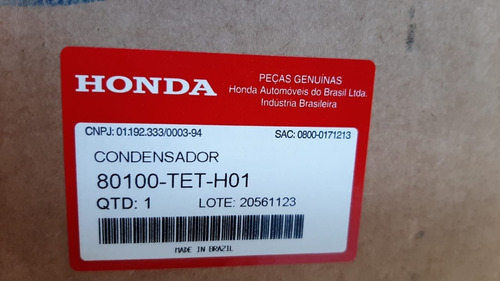 HONDA
PEÇAS GENUÍNAS
Honda Automóveis do Brasil Ltda.
Indústria Brasileira
CNPJ: 01.192.333/0003-94 SAC: 0800-0171213
CONDENSADOR
80100-TET-H01
QTD: 1 LOTE: 20561123
MADE IN BRAZIL